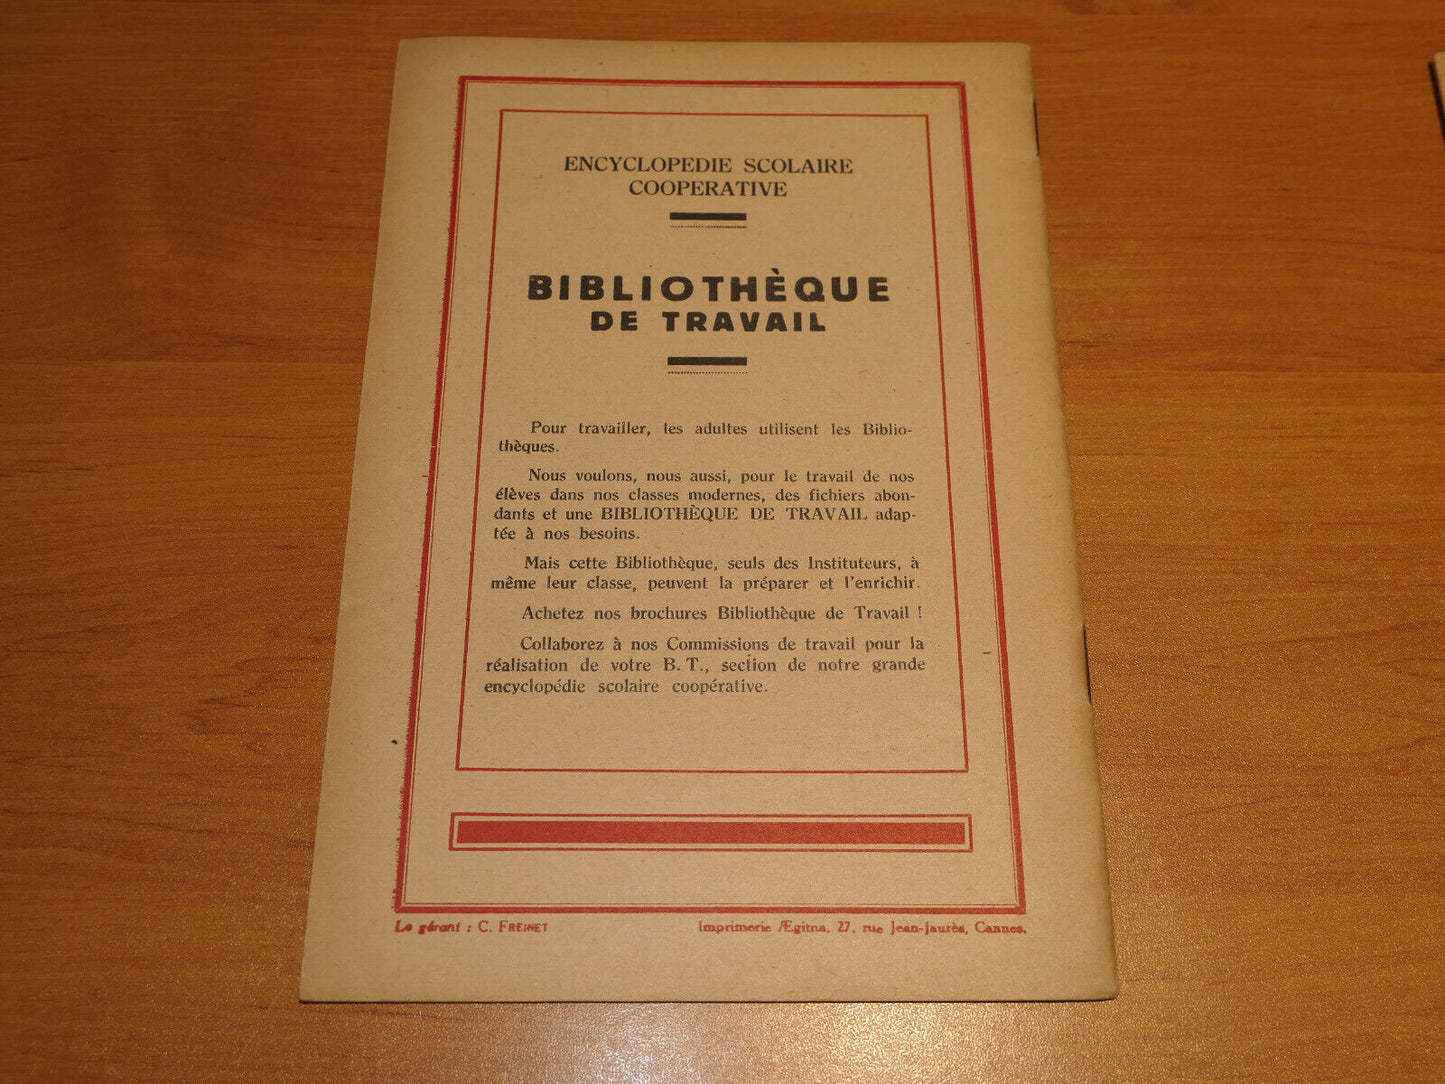 ENCYCLOPEDIE SCOLAIRE
COOPERATIVE
BIBLIOTHÈQUE
DE TRAVAIL
Pour travailler, les adultes utilisent les Biblio-
thèques.
Nous voulons, nous aussi, pour le travail de nos
élèves dans nos classes modernes, des fichiers abon-
dants et une BIBLIOTHÈQUE DE TRAVAIL adap-
tée à nos besoins.
Mais cette Bibliothèque, seuls des Instituteurs, à
même leur classe, peuvent la préparer et l'enrichir.
Achetez nos brochures Bibliothèque de Travail !
Collaborez à nos Commissions de travail pour la
réalisation de votre B. T., section de notre grande
encyclopédie scolaire coopérative.
Le gérant : C. FREINET
Imprimerie Ægitna, 27, rue Jean-Jaurès, Cannes.